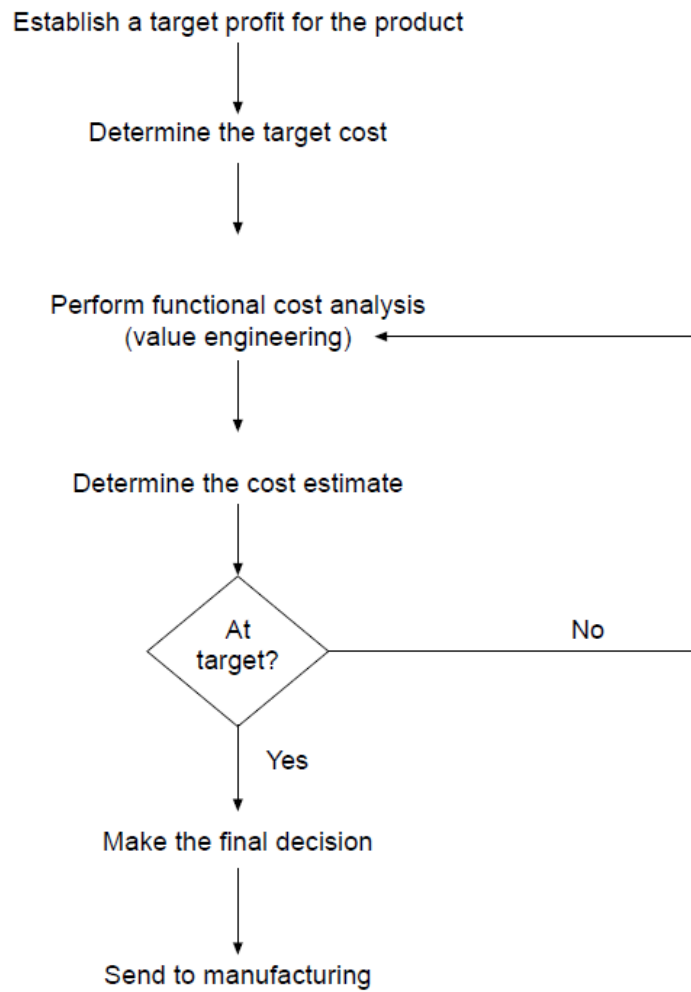 Establish a target profit for the product
Determine the target cost
Perform functional cost analysis
(value engineering)
Determine the cost estimate
At
target?
No
Yes
Make the final decision
Send to manufacturing